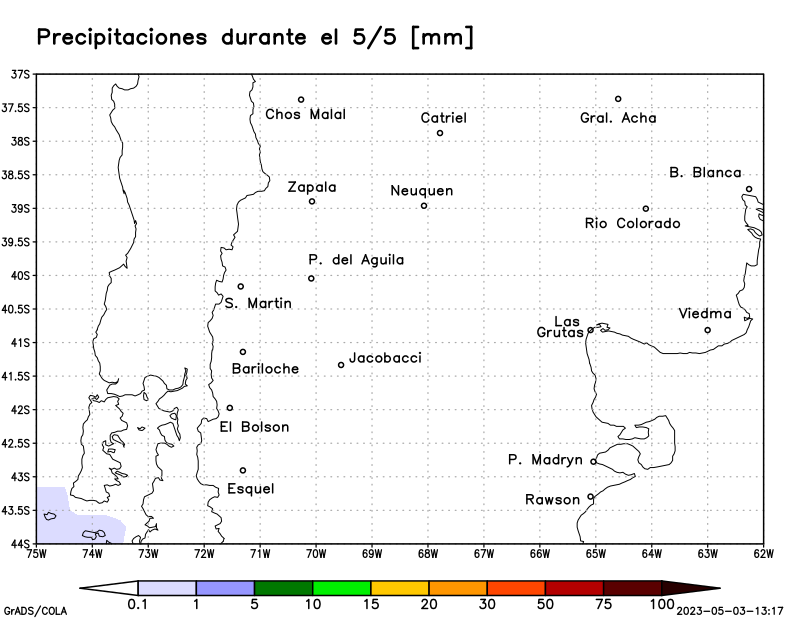 Precipitaciones durante el 5/5 [mm]
37S
37.5S
38S
38.5S
39S
39.5S
40S
40.5S
41S
41.5S
42S
42.5S
43S
43.5S
44S
Chos Malal
Catriel
Gral. Acha
B. Blanca
Zapala
Neuquen
Rio Colorado
P. del Aguila
S. Martin
Viedma
Las
Grutas
Bariloche
Jacobacci
El Bolson
P. Madryn
Esquel
Rawson
75W 74W 73W 72W 71W 70W 69W 68W 67W 66W 65W 64W 63W 62W
0.1 1 5 10 15 20 30 50 75 100
GrADS/COLA
2023-05-03-13:17